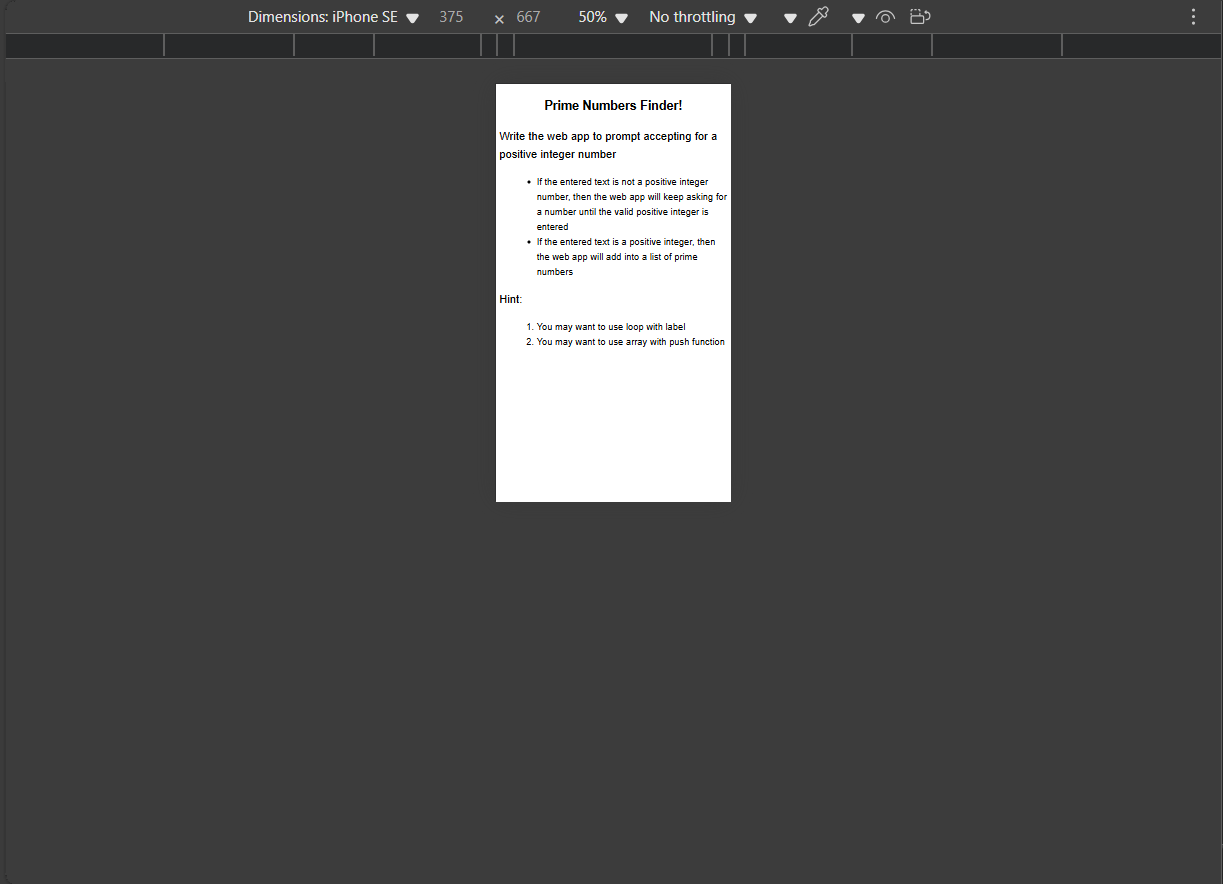 Dimensions: iPhone SE 375 × 667 50% No throttling
Prime Numbers Finder!
Write the web app to prompt accepting for a
positive integer number
• If the entered text is not a positive integer
number, then the web app will keep asking for
a number until the valid positive integer is
entered
• If the entered text is a positive integer, then
the web app will add into a list of prime
numbers
Hint:
1. You may want to use loop with label
2. You may want to use array with push function